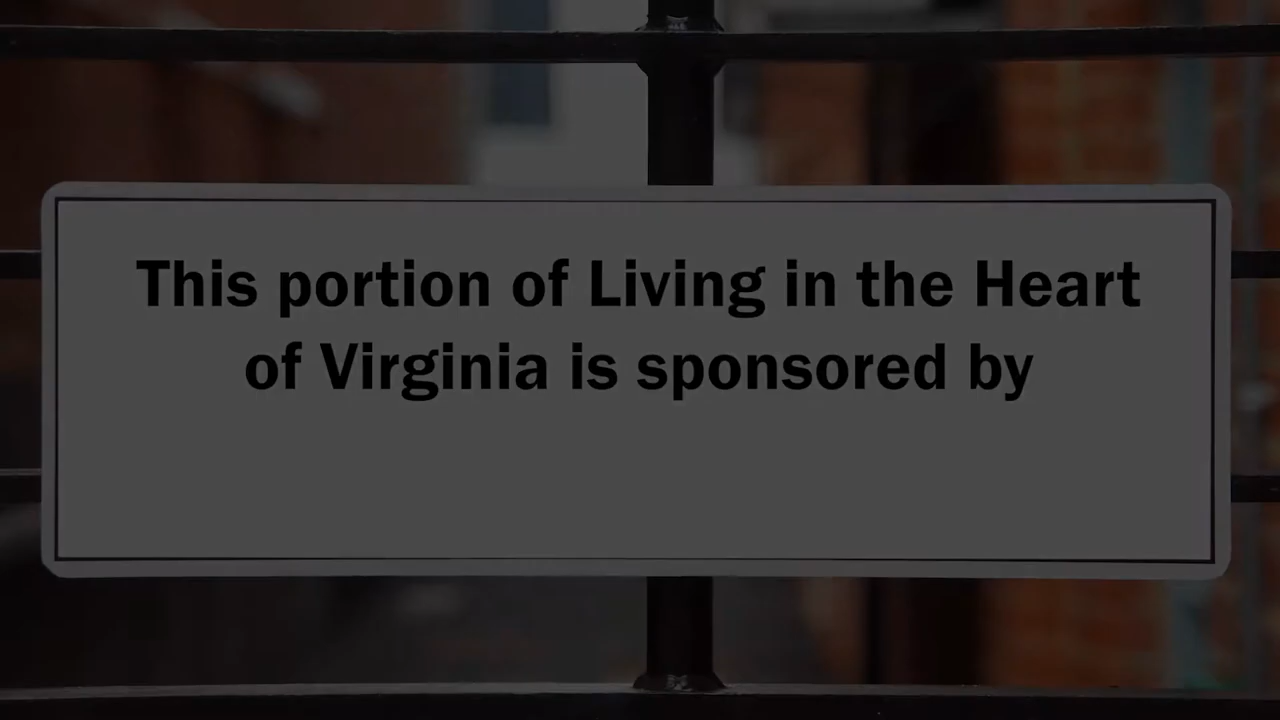 This portion of Living in the Heart
of Virginia is sponsored by